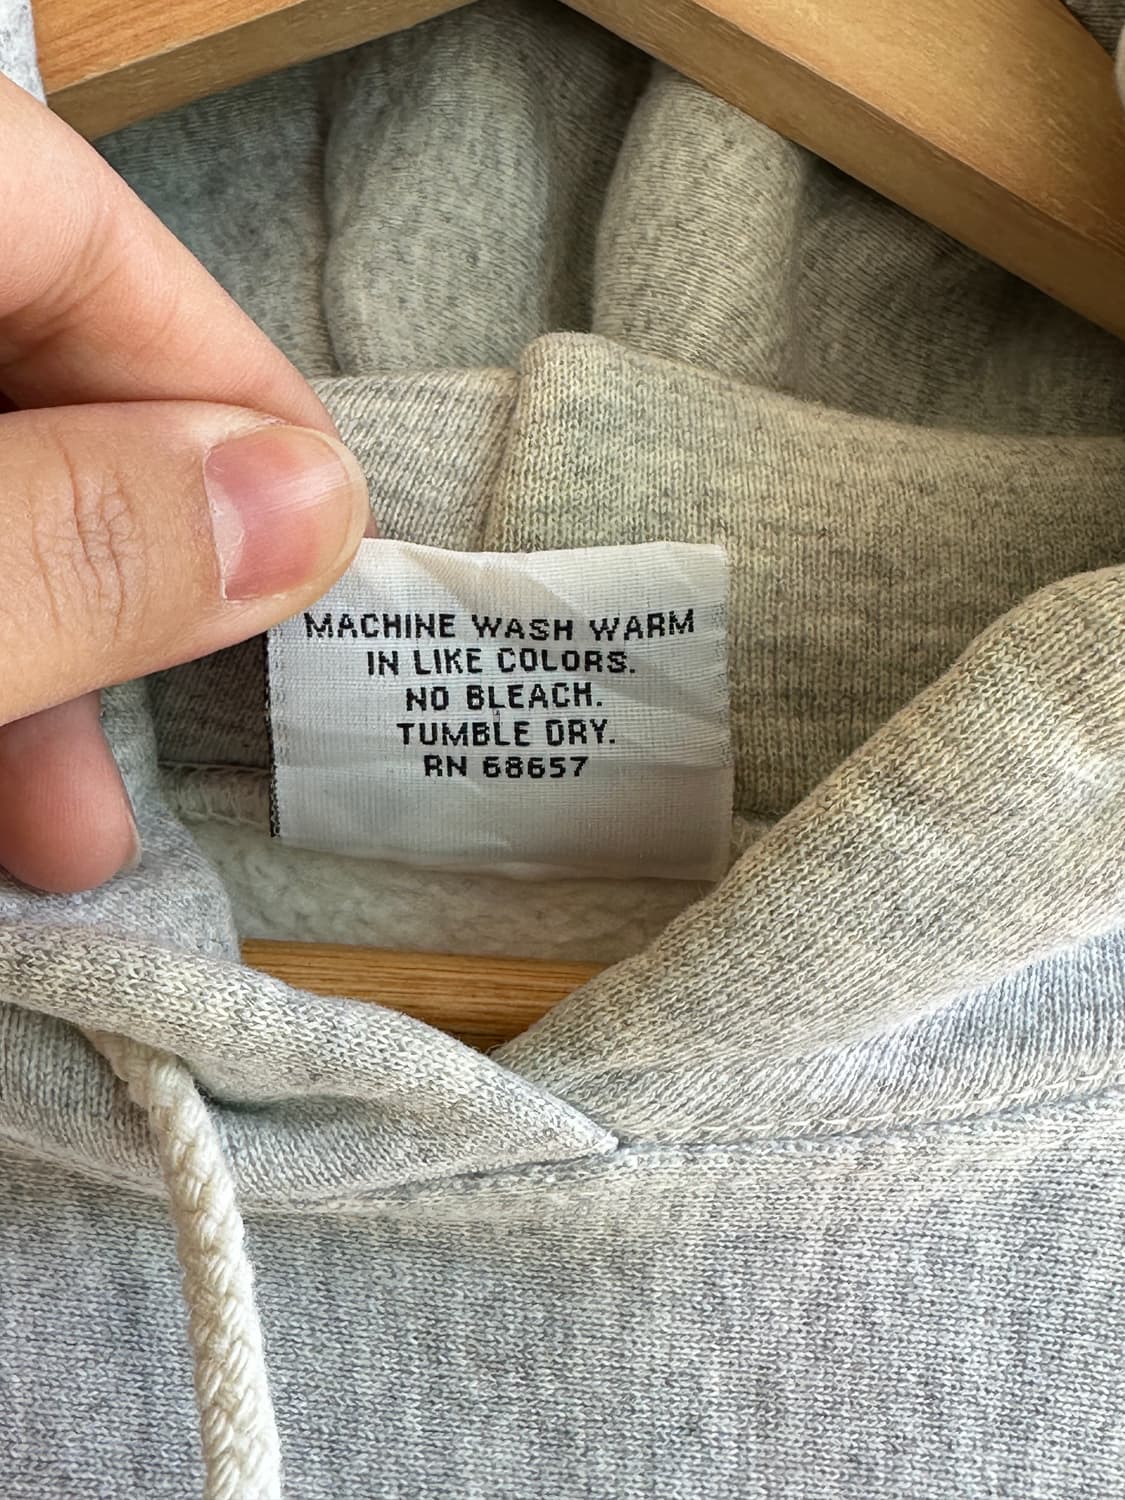 MACHINE WASH WARM
IN LIKE COLORS.
NO BLEACH.
TUMBLE DRY.
RN 68657